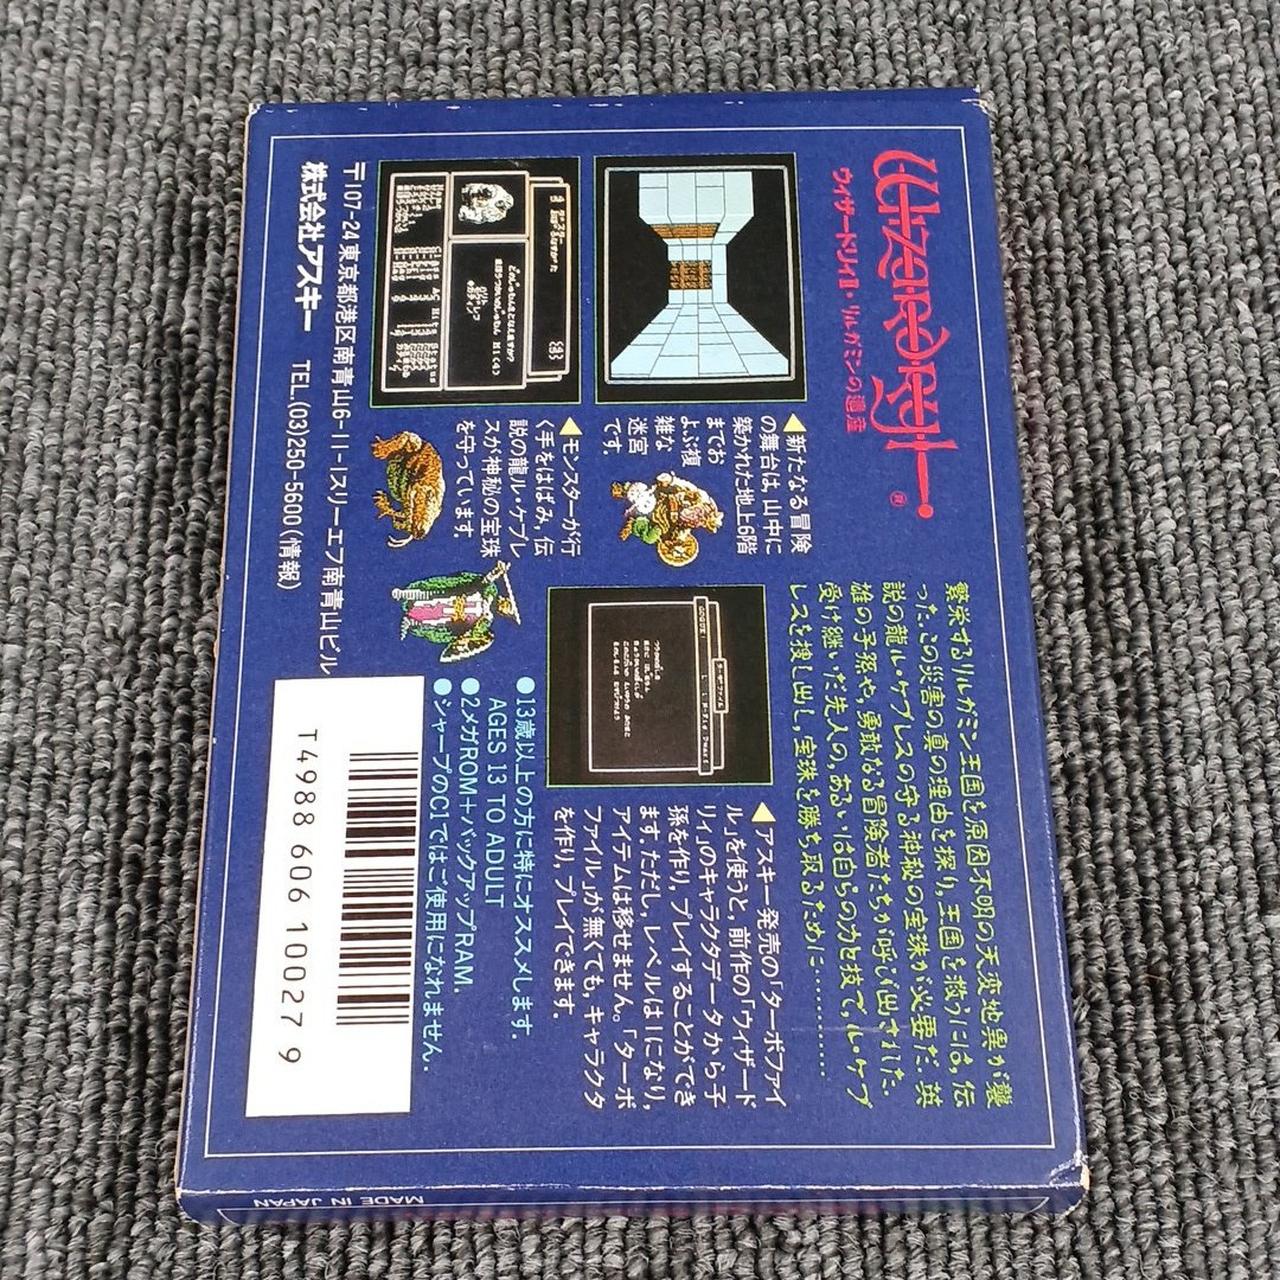 Wizardry
ウィザードリィII・リルガミンの遺産
繁栄するリルガミン王国を原因不明の天変地異が襲
った。この災害の真の理由を探り、王国を救うには、伝
説の龍ル・ケブレスの守る神秘の宝珠が必要だ。英
雄の子孫や、勇敢なる冒険者たちが呼び出された。
受け継いだ先人の、あるいは自らの力と技で、ル・ケブ
レスを捜し出し、宝珠を勝ち取るために…………
◀新たなる冒険
の舞台は、山中に
築かれた地上6階
までお
よぶ複
雑な
迷宮
です。
◀モンスターが行
く手をはばみ、伝
説の龍ル・ケブレ
スが神秘の宝珠
を守っています。
◀アスキー発売の「ターボファイ
ル」を使うと、前作の「ウィザード
リィ」のキャラクタデータから子
孫を作り、プレイすることができ
ます。ただし、レベルは1になり、
アイテムは移せません。「ターボ
ファイル」が無くても、キャラクタ
を作り、プレイできます。
●13歳以上の方に特にオススメします。
AGES 13 TO ADULT
●2メガROM+バックアップRAM.
●シャープのC1ではご使用になれません。
〒107-24東京都港区南青山6-11-1スリーエフ南青山ビル
株式会社アスキー TEL.(03)250-5600(情報)
T4988 606 10027 9
MADE IN JAPAN